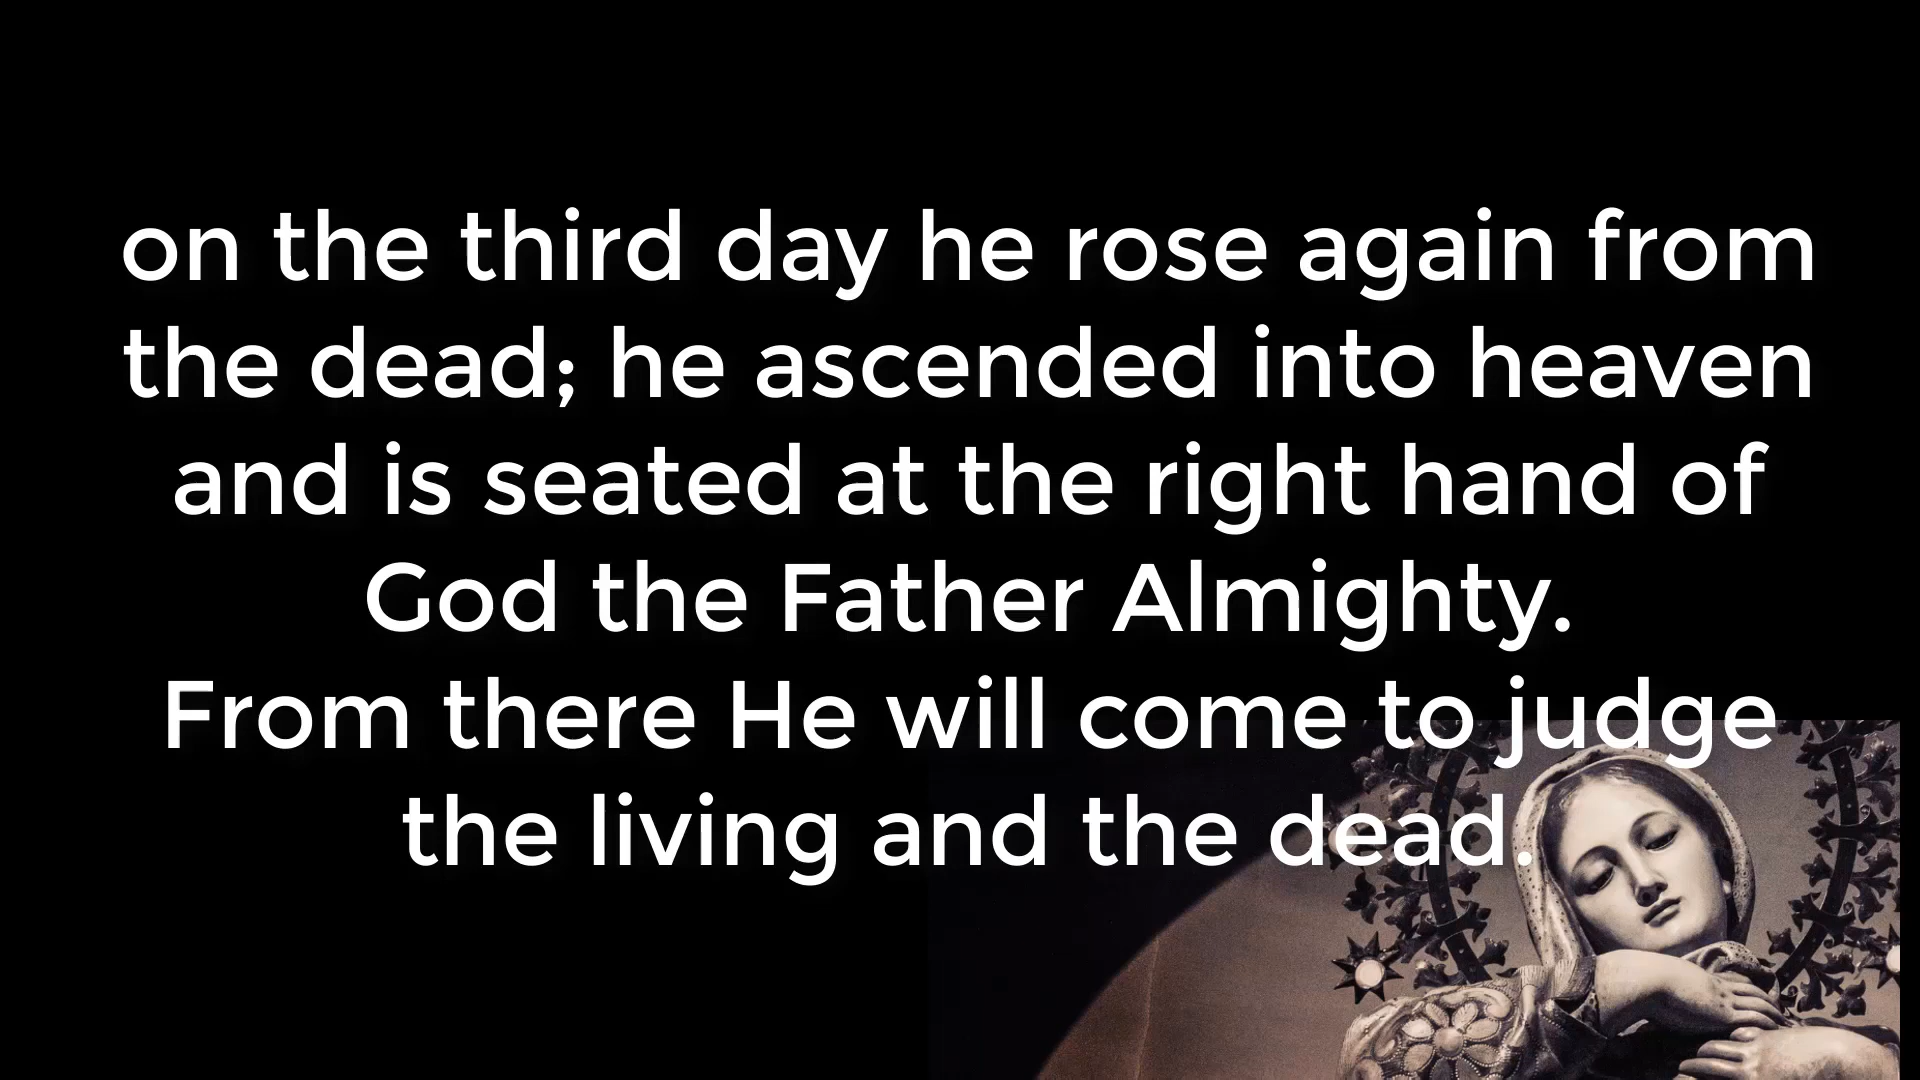 on the third day he rose again from
the dead; he ascended into heaven
and is seated at the right hand of
God the Father Almighty.
From there He will come to judge
the living and the dead.